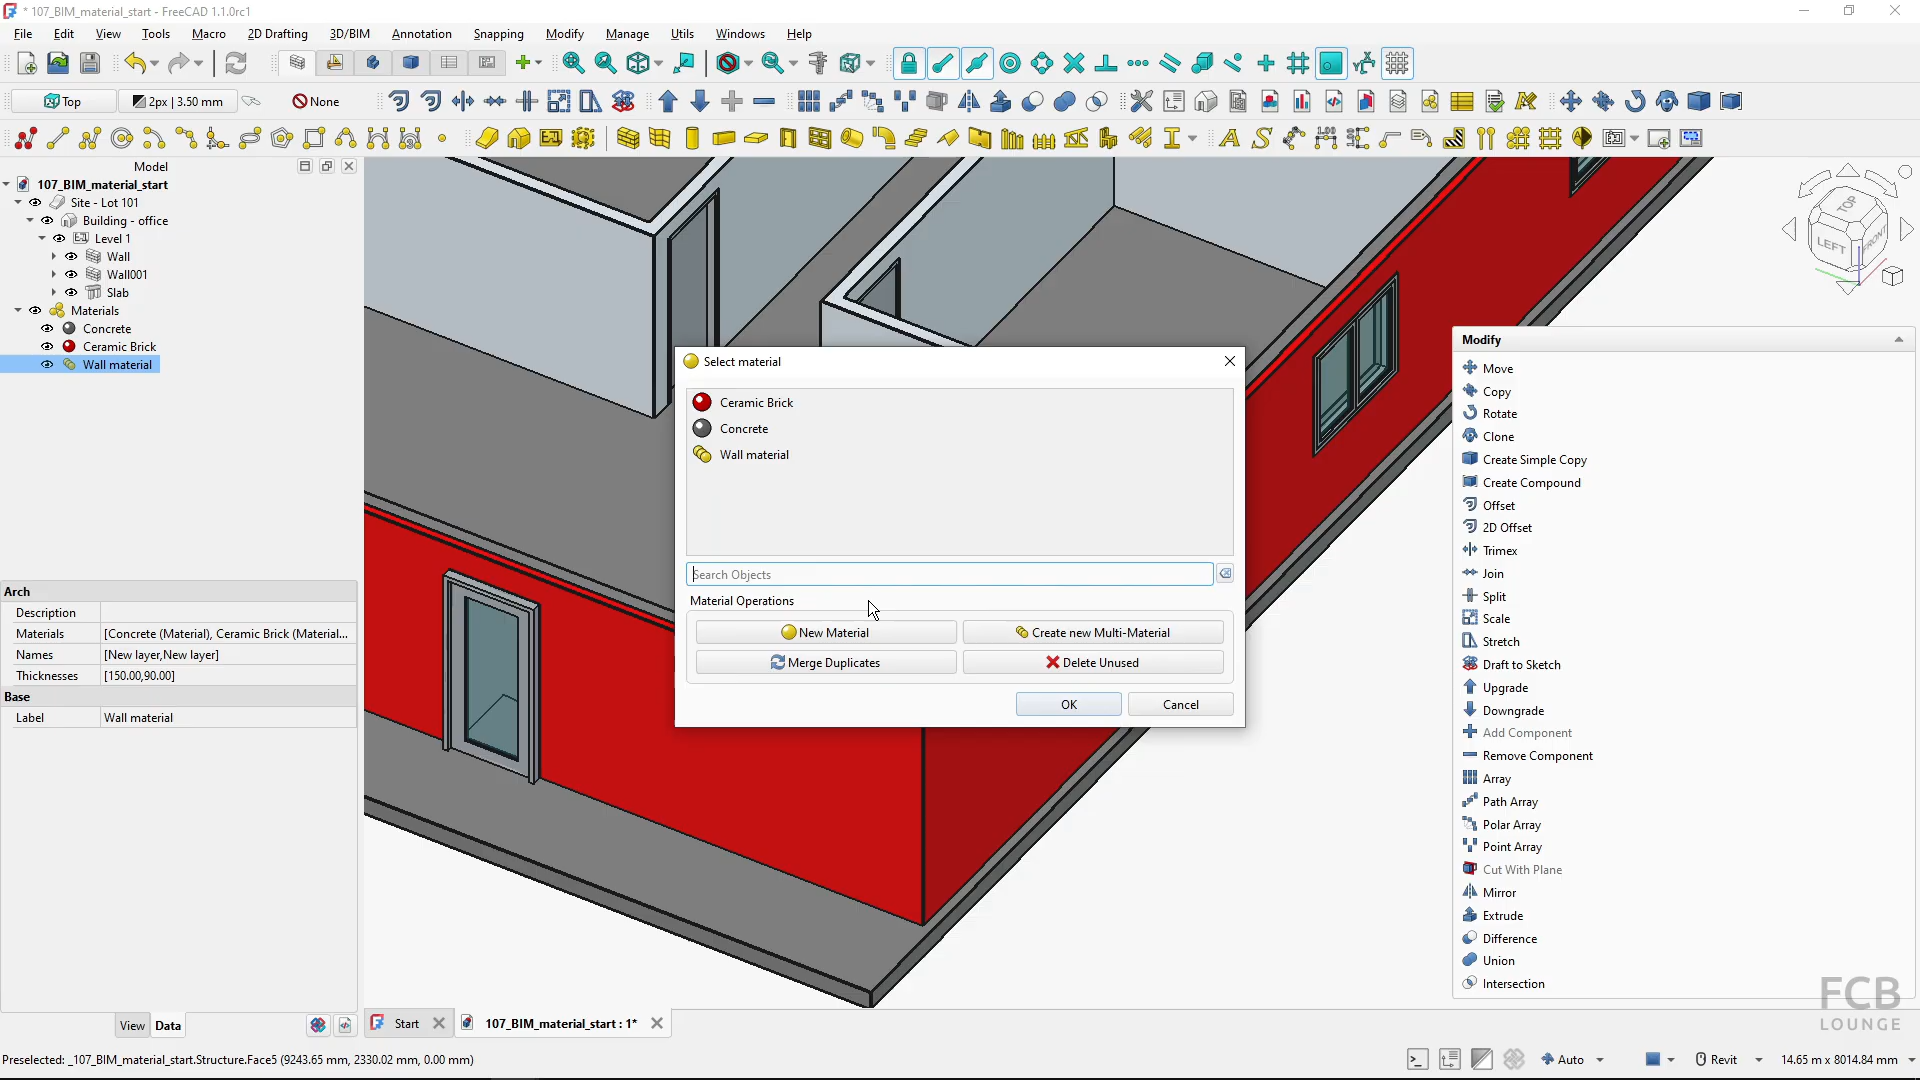 * 107_BIM_material_start - FreeCAD 1.1.0rc1
File Edit View Tools Macro 2D Drafting 3D/BIM Annotation Snapping Modify Manage Utils Windows Help
Top 2px | 3.50 mm None
Model
107_BIM_material_start
Site - Lot 101
Building - office
Level 1
Wall
Wall001
Slab
Materials
Concrete
Ceramic Brick
Wall material
Arch
Description
Materials [Concrete (Material), Ceramic Brick (Material...
Names [New layer,New layer]
Thicknesses [150.00,90.00]
Base
Label Wall material
View Data
TOP
LEFT FRONT
Select material
Ceramic Brick
Concrete
Wall material
Search Objects
Material Operations
New Material Create new Multi-Material
Merge Duplicates Delete Unused
OK Cancel
Modify
Move
Copy
Rotate
Clone
Create Simple Copy
Create Compound
Offset
2D Offset
Trimex
Join
Split
Scale
Stretch
Draft to Sketch
Upgrade
Downgrade
Add Component
Remove Component
Array
Path Array
Polar Array
Point Array
Cut With Plane
Mirror
Extrude
Difference
Union
Intersection
FCB
LOUNGE
Start 107_BIM_material_start : 1*
Preselected: _107_BIM_material_start.Structure.Face5 (9243.65 mm, 2330.02 mm, 0.00 mm)
Auto Revit 14.65 m x 8014.84 mm